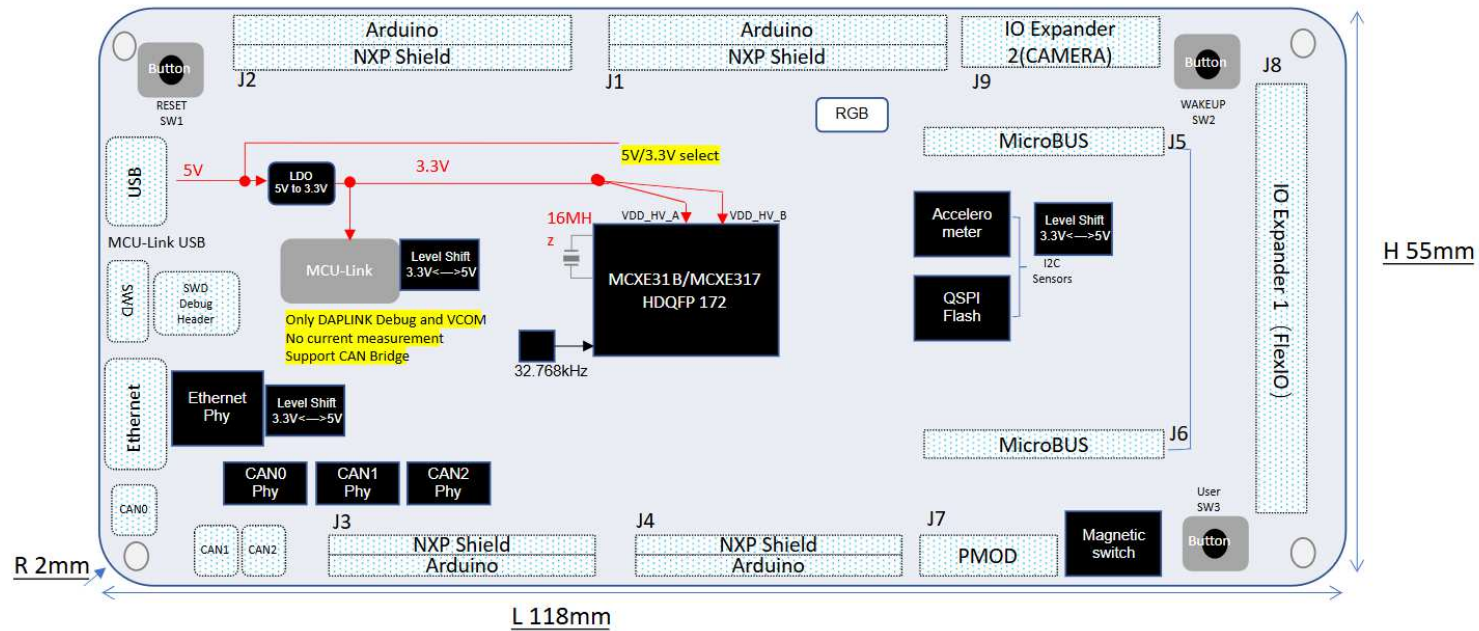 Arduino
NXP Shield
J2
Arduino
NXP Shield
J1
IO Expander
2(CAMERA)
J9
Button
RESET
SW1
Button
WAKEUP
SW2
J8
RGB
MicroBUS
J5
USB
5V
LDO
5V to 3.3V
3.3V
5V/3.3V select
MCU-Link USB
MCU-Link
Level Shift
3.3V<—>5V
16MH
z
VDD_HV_A
VDD_HV_B
MCXE31B/MCXE317
HDQFP 172
Accelero
meter
Level Shift
3.3V<—>5V
I2C
Sensors
QSPI
Flash
IO Expander 1 (FlexIO)
H 55mm
SWD
SWD
Debug
Header
Only DAPLINK Debug and VCOM
No current measurement
Support CAN Bridge
32.768kHz
Ethernet
Ethernet
Phy
Level Shift
3.3V<—>5V
MicroBUS
J6
CAN0
Phy
CAN1
Phy
CAN2
Phy
CAN0
CAN1
CAN2
J3
NXP Shield
Arduino
J4
NXP Shield
Arduino
J7
PMOD
Magnetic
switch
User
SW3
Button
R 2mm
L 118mm